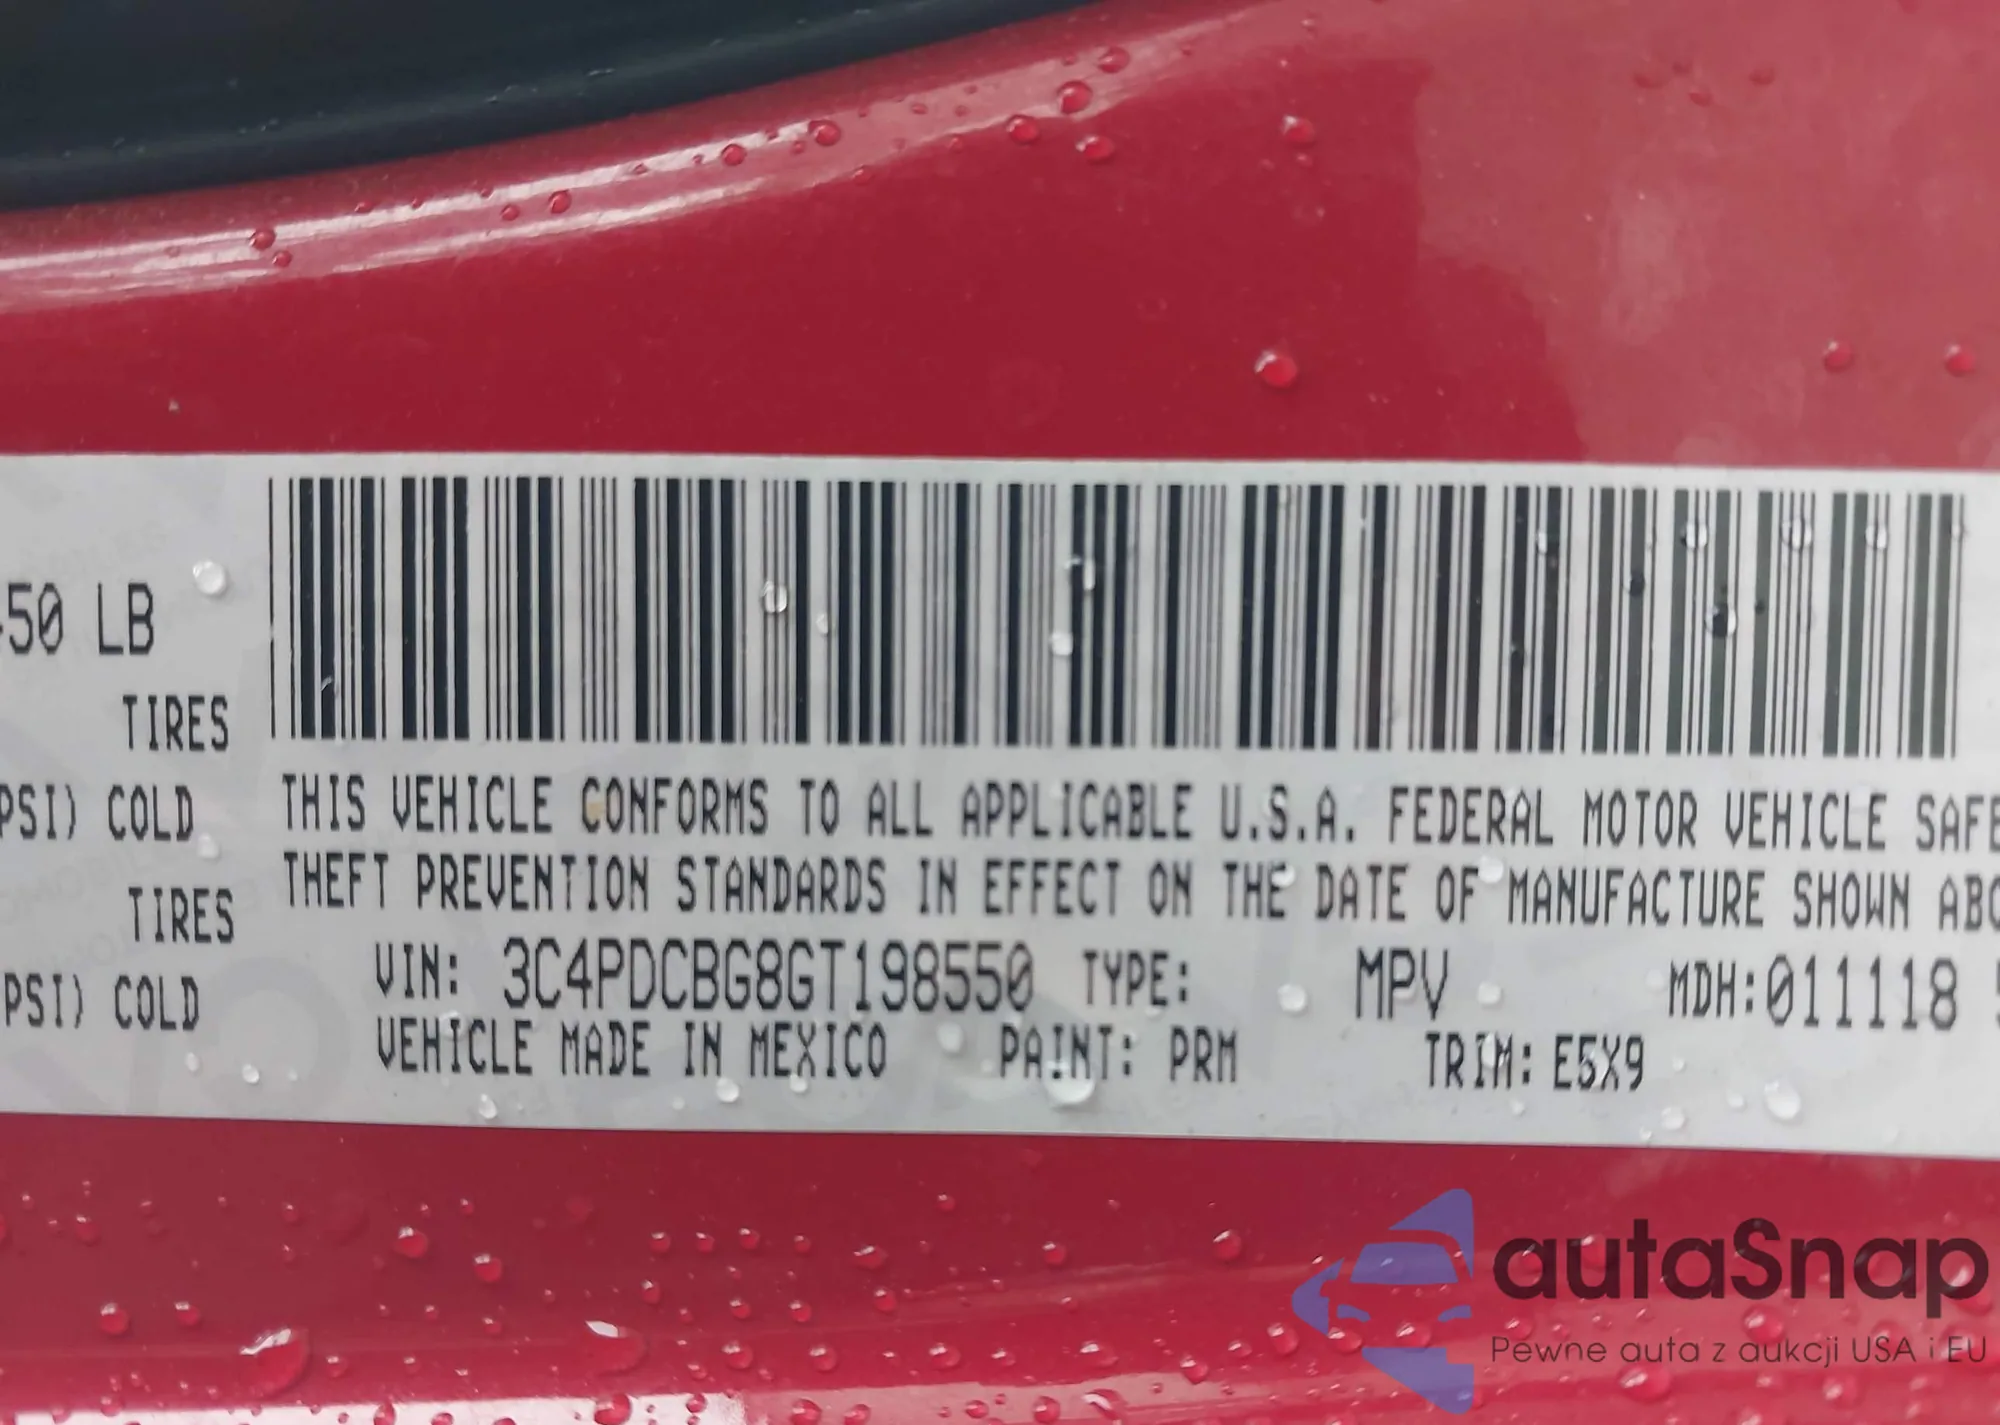 50 LB
TIRES
PSI) COLD
TIRES
PSI) COLD
THIS VEHICLE CONFORMS TO ALL APPLICABLE U.S.A. FEDERAL MOTOR VEHICLE SAFE
THEFT PREVENTION STANDARDS IN EFFECT ON THE DATE OF MANUFACTURE SHOWN ABO
VIN: 3C4PDCBG8GT198550 TYPE: MPV MDH:011118
VEHICLE MADE IN MEXICO PAINT: PRM TRIM: E5X9
autaSnap
Pewne auta z aukcji USA i EU